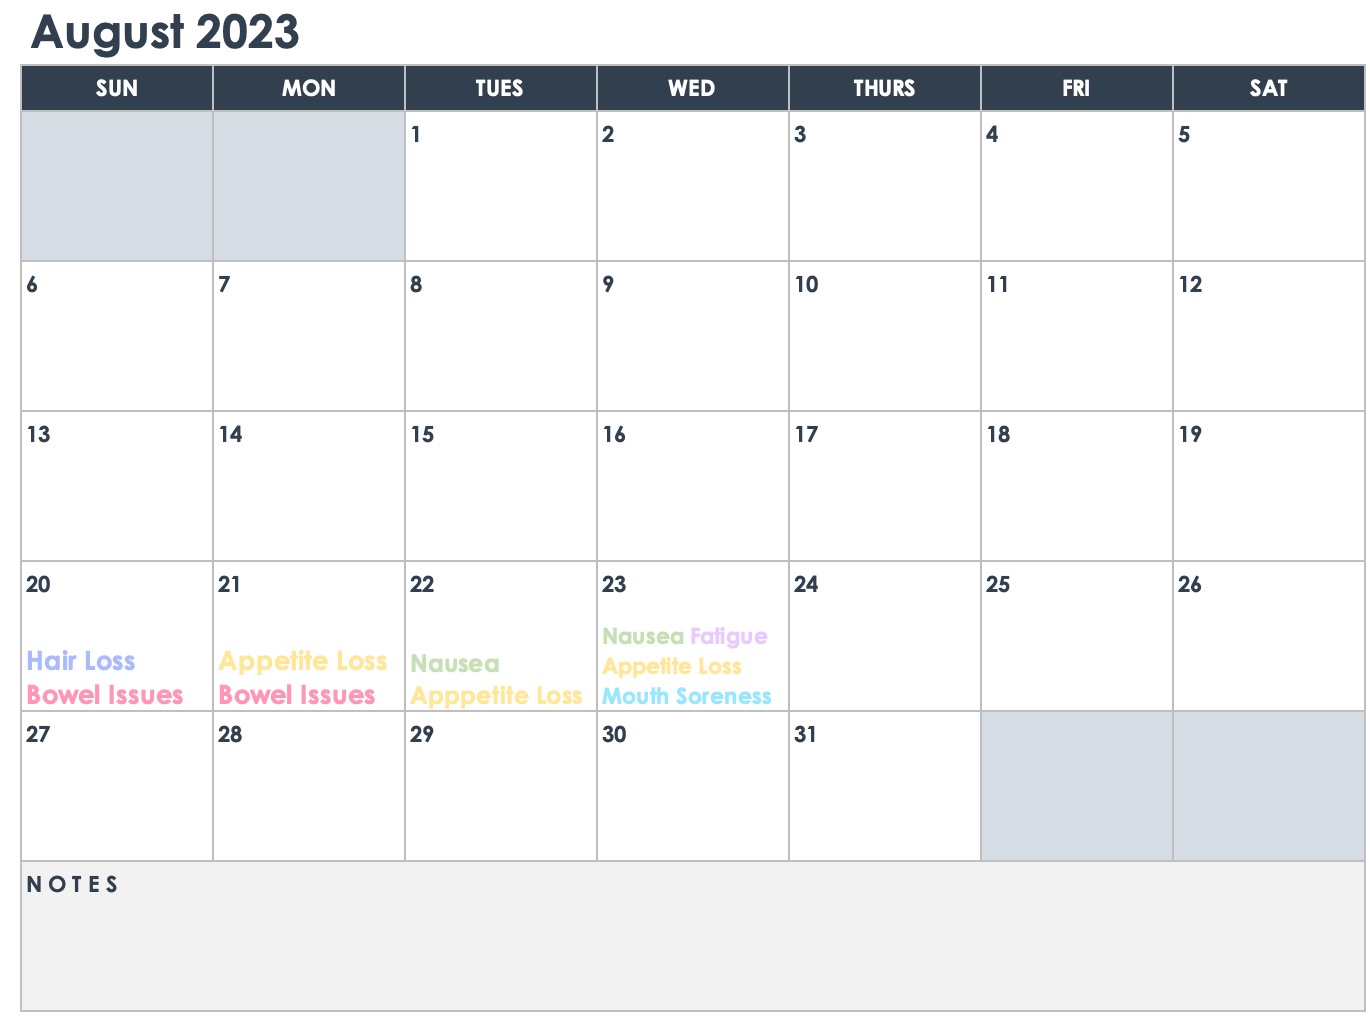 August 2023
SUN MON TUES WED THURS FRI SAT
1 2 3 4 5
6 7 8 9 10 11 12
13 14 15 16 17 18 19
20 21 22 23 24 25 26
Hair Loss
Bowel Issues
Appetite Loss
Bowel Issues
Nausea
Apppetite Loss
Nausea Fatigue
Appetite Loss
Mouth Soreness
27 28 29 30 31
NOTES